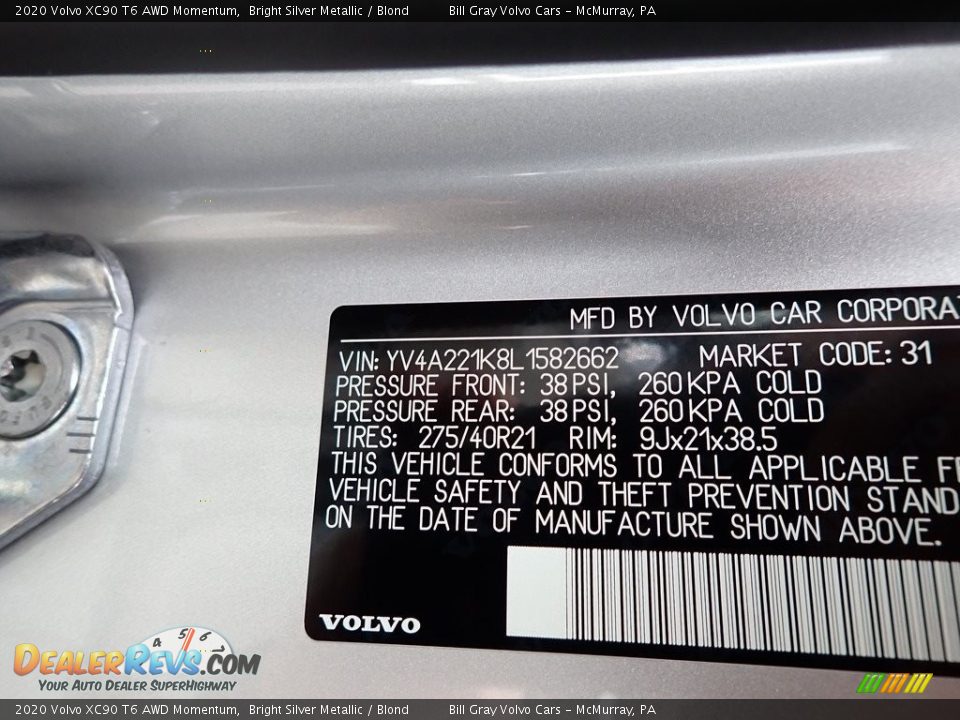 2020 Volvo XC90 T6 AWD Momentum, Bright Silver Metallic / Blond Bill Gray Volvo Cars - McMurray, PA
MFD BY VOLVO CAR CORPORAT
VIN: YV4A221K8L1582662 MARKET CODE: 31
PRESSURE FRONT: 38 PSI, 260 KPA COLD
PRESSURE REAR: 38 PSI, 260 KPA COLD
TIRES: 275/40R21 RIM: 9Jx21x38.5
THIS VEHICLE CONFORMS TO ALL APPLICABLE F
VEHICLE SAFETY AND THEFT PREVENTION STAND
ON THE DATE OF MANUFACTURE SHOWN ABOVE.
VOLVO
4 5 6
DEALERREVS.COM
YOUR AUTO DEALER SUPERHIGHWAY
2020 Volvo XC90 T6 AWD Momentum, Bright Silver Metallic / Blond Bill Gray Volvo Cars - McMurray, PA